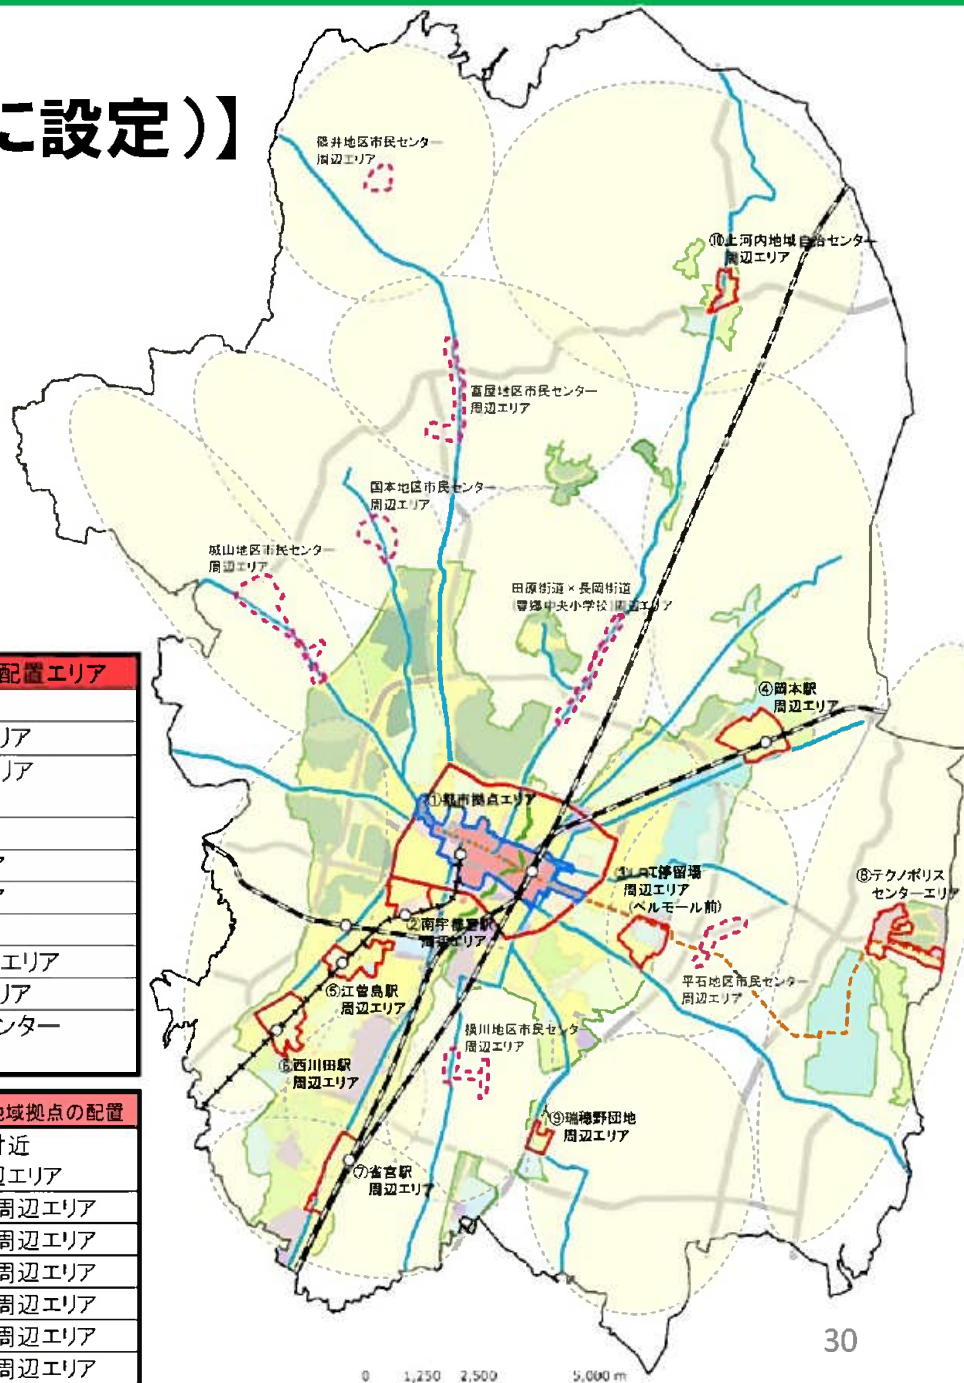 こ設定）】
篠井地区市民センター
周辺エリア
⑩上河内地域自治センター
周辺エリア
富屋地区市民センター
周辺エリア
国本地区市民センター
周辺エリア
城山地区市民センター
周辺エリア
田原街道×長岡街道
(豊郷中央小学校)周辺エリア
④岡本駅
周辺エリア
①都市拠点エリア
停留場
周辺エリア
(ベルモール前)
⑧テクノポリス
センターエリア
②南宇都宮駅
周辺エリア
平石地区市民センター
周辺エリア
⑤江曽島駅
周辺エリア
横川地区市民センター
周辺エリア
⑥西川田駅
周辺エリア
⑨瑞穂野団地
周辺エリア
⑦雀宮駅
周辺エリア
配置エリア
リア
リア
ア
ア
エリア
リア
ンター
地域拠点の配置
付近
辺エリア
周辺エリア
周辺エリア
周辺エリア
周辺エリア
周辺エリア
周辺エリア
30
0 1,250 2,500 5,000 m